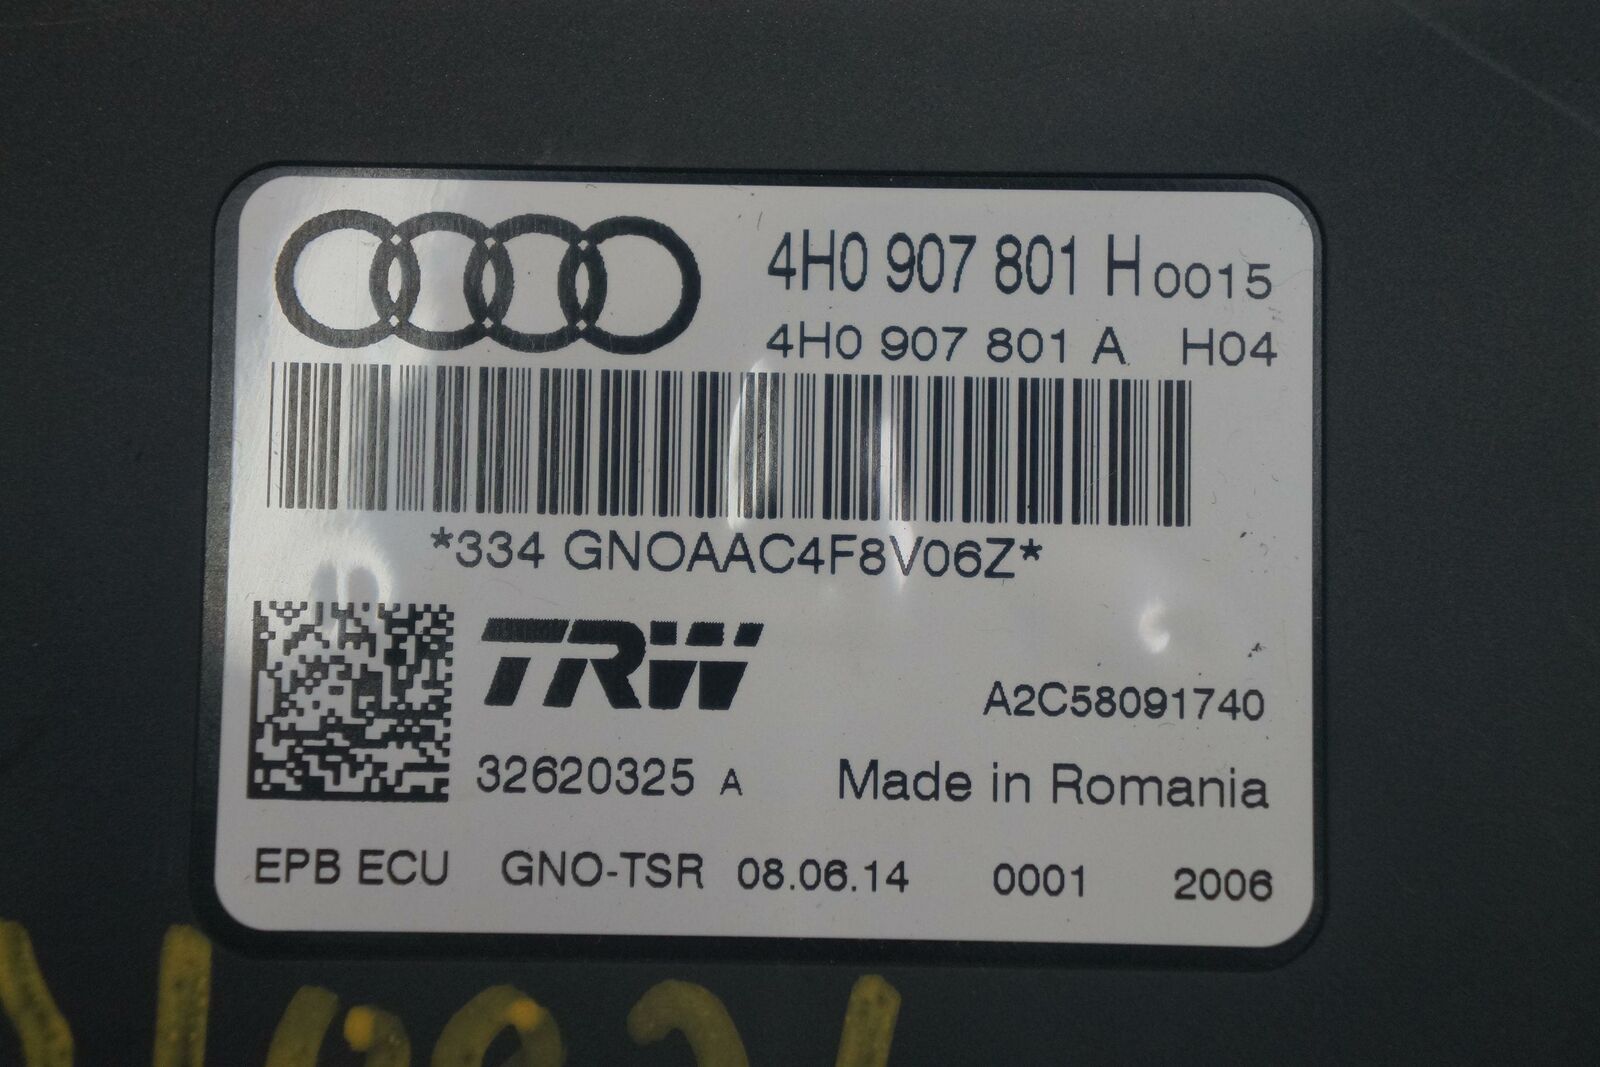 4H0 907 801 H 0015
4H0 907 801 A H04
*334 GNOAAC4F8V06Z*
TRW
A2C58091740
32620325 A Made in Romania
EPB ECU GNO-TSR 08.06.14 0001 2006